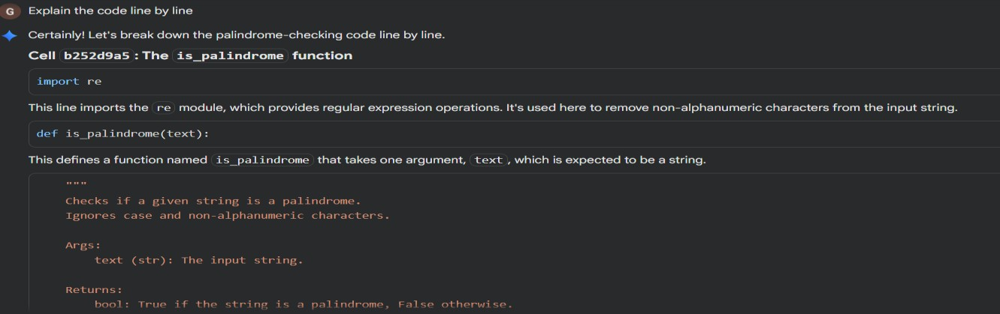 G Explain the code line by line
Certainly! Let's break down the palindrome-checking code line by line.
Cell b252d9a5: The is_palindrome function
import re
This line imports the re module, which provides regular expression operations. It's used here to remove non-alphanumeric characters from the input string.
def is_palindrome(text):
This defines a function named is_palindrome that takes one argument, text, which is expected to be a string.
"""
Checks if a given string is a palindrome.
Ignores case and non-alphanumeric characters.
Args:
text (str): The input string.
Returns:
bool: True if the string is a palindrome, False otherwise.